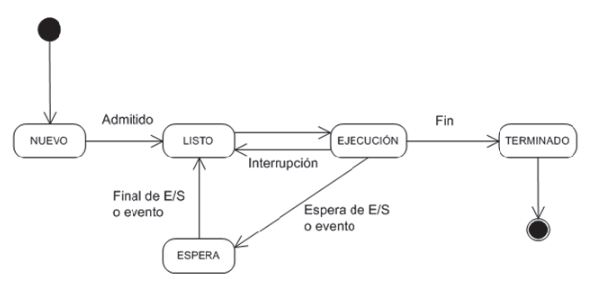 Admitido
Fin
NUEVO
LISTO
EJECUCIÓN
TERMINADO
Interrupción
Final de E/S
o evento
Espera de E/S
o evento
ESPERA